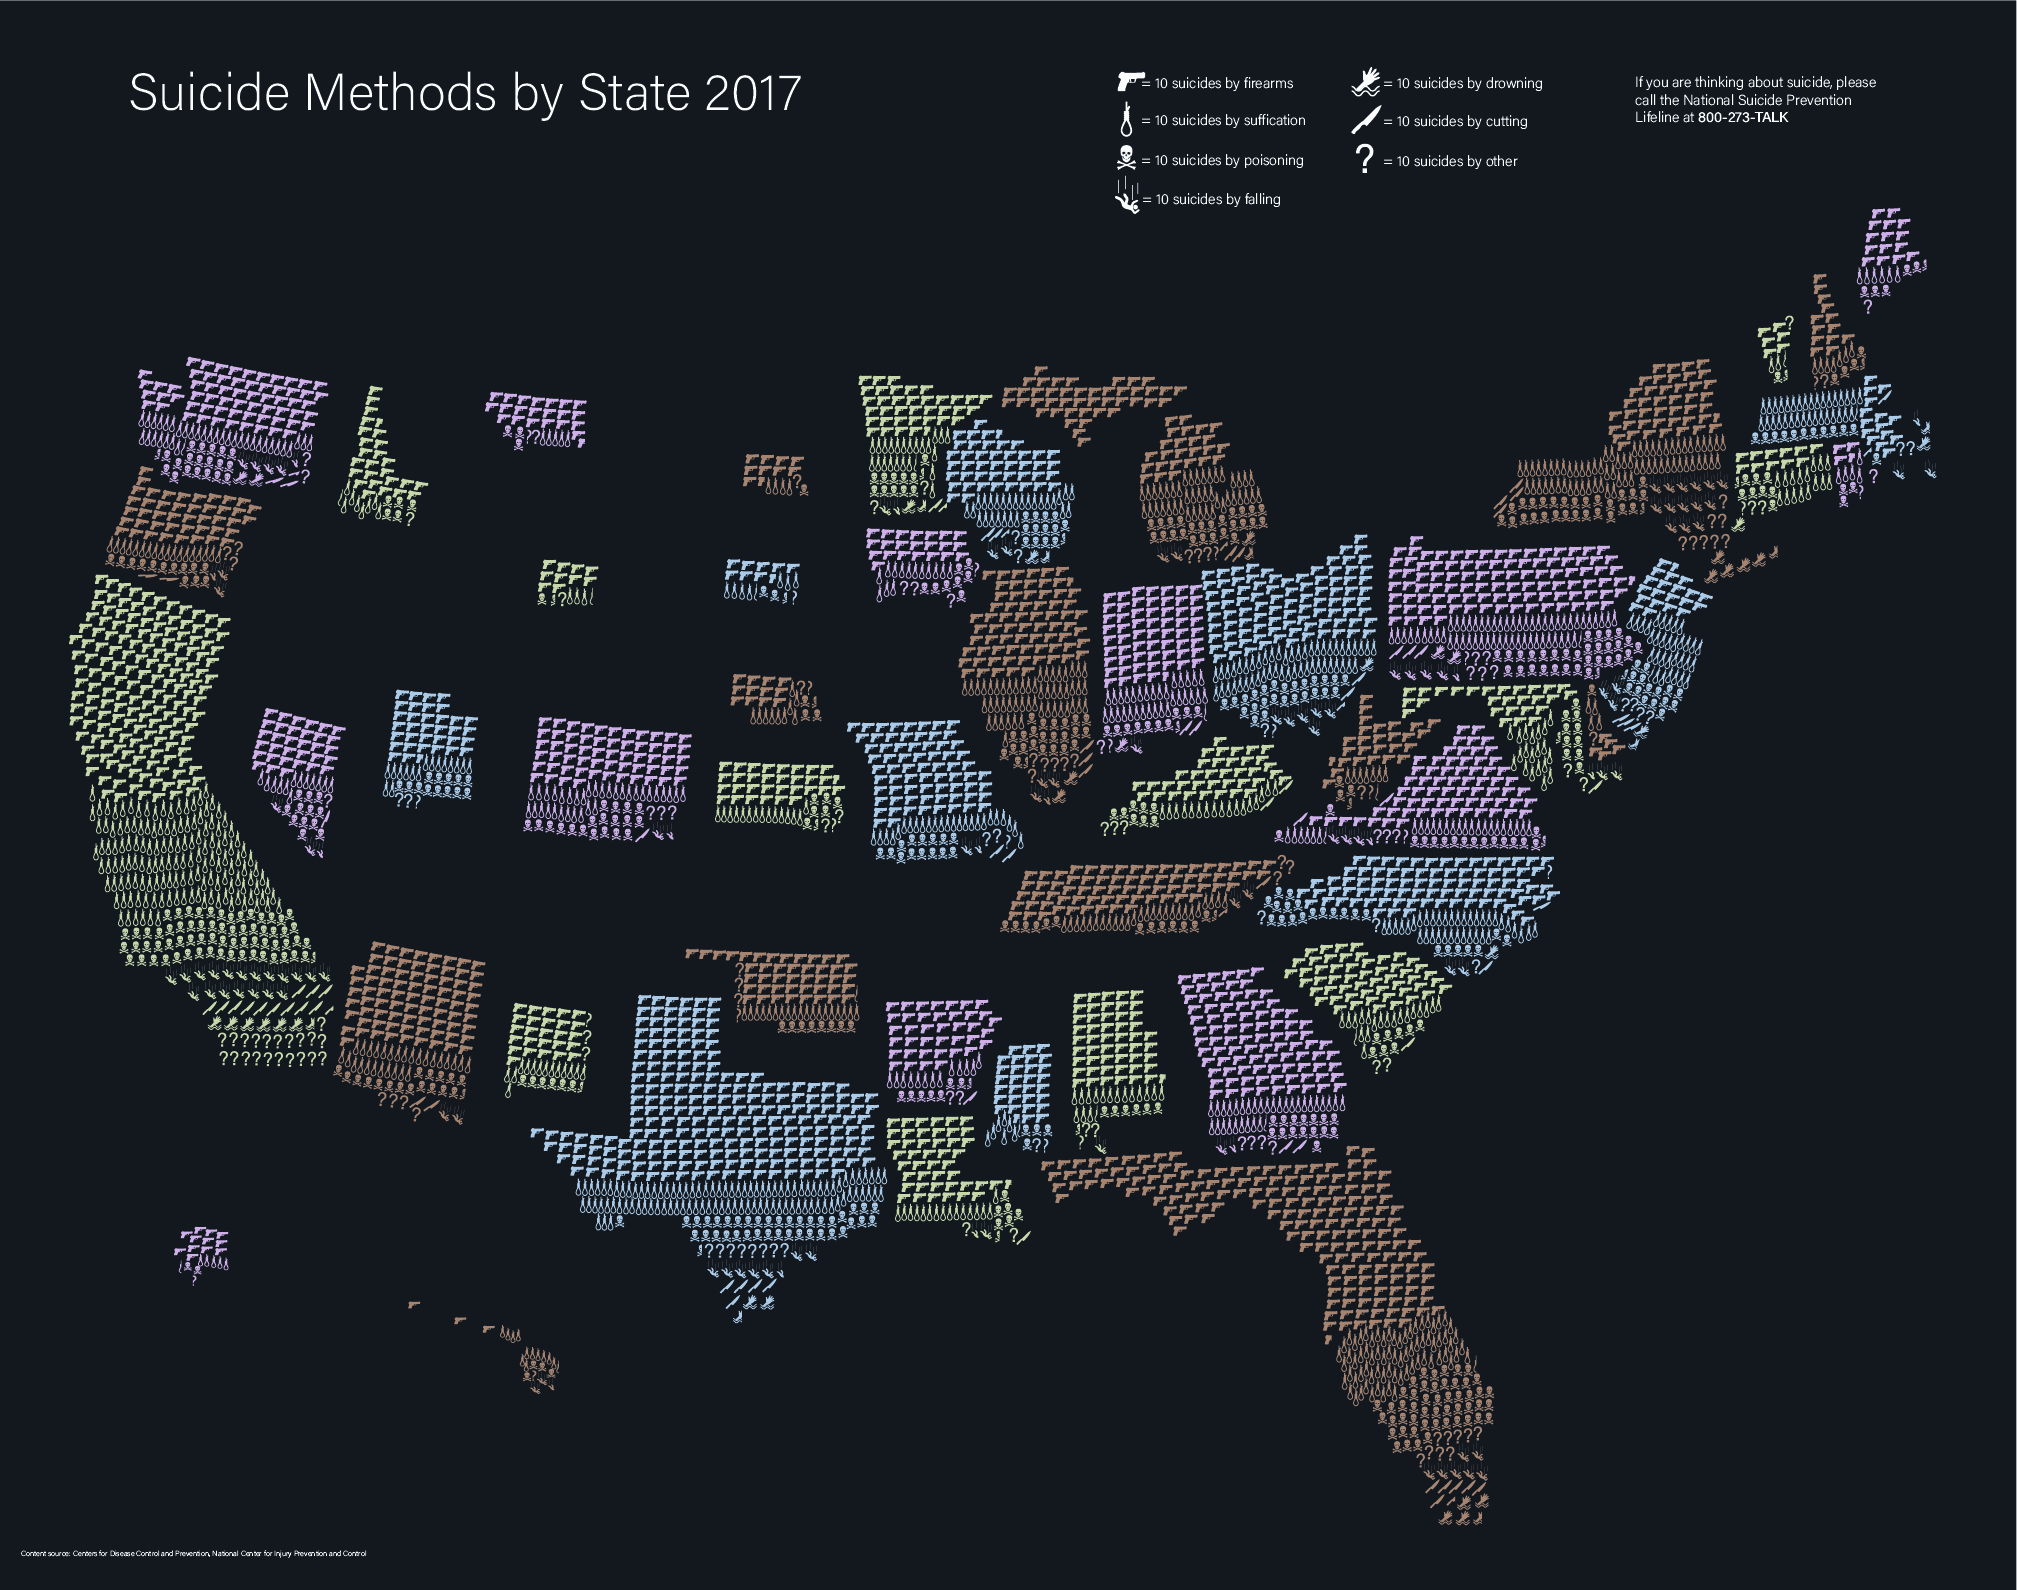 Suicide Methods by State 2017
= 10 suicides by firearms
= 10 suicides by suffication
= 10 suicides by poisoning
= 10 suicides by falling
= 10 suicides by drowning
= 10 suicides by cutting
? = 10 suicides by other
If you are thinking about suicide, please
call the National Suicide Prevention
Lifeline at 800-273-TALK
Content source: Centers for Disease Control and Prevention, National Center for Injury Prevention and Control